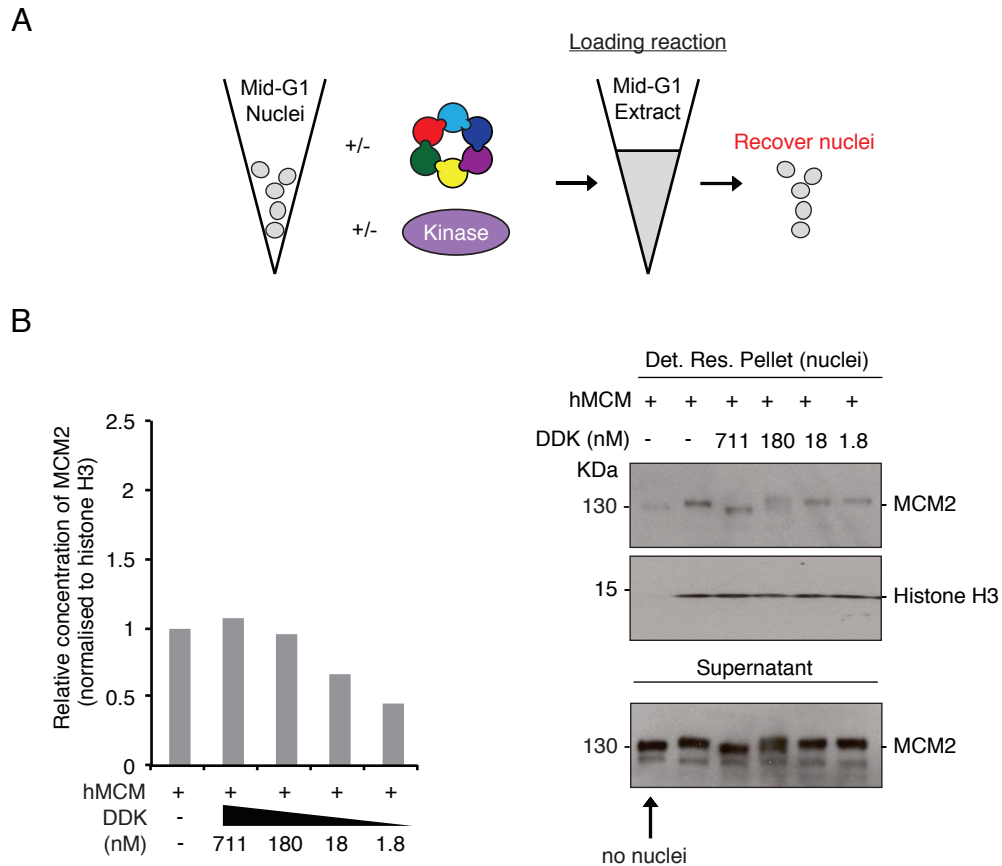 A
Loading reaction
Mid-G1
Nuclei
+/-
+/-
Kinase
Mid-G1
Extract
Recover nuclei
B
Relative concentration of MCM2
(normalised to histone H3)
2.5
2
1.5
1
0.5
0
hMCM + + + + +
DDK -
(nM) - 711 180 18 1.8
Det. Res. Pellet (nuclei)
hMCM + + + + + +
DDK (nM) - - 711 180 18 1.8
KDa
130 MCM2
15 Histone H3
Supernatant
130 MCM2
no nuclei